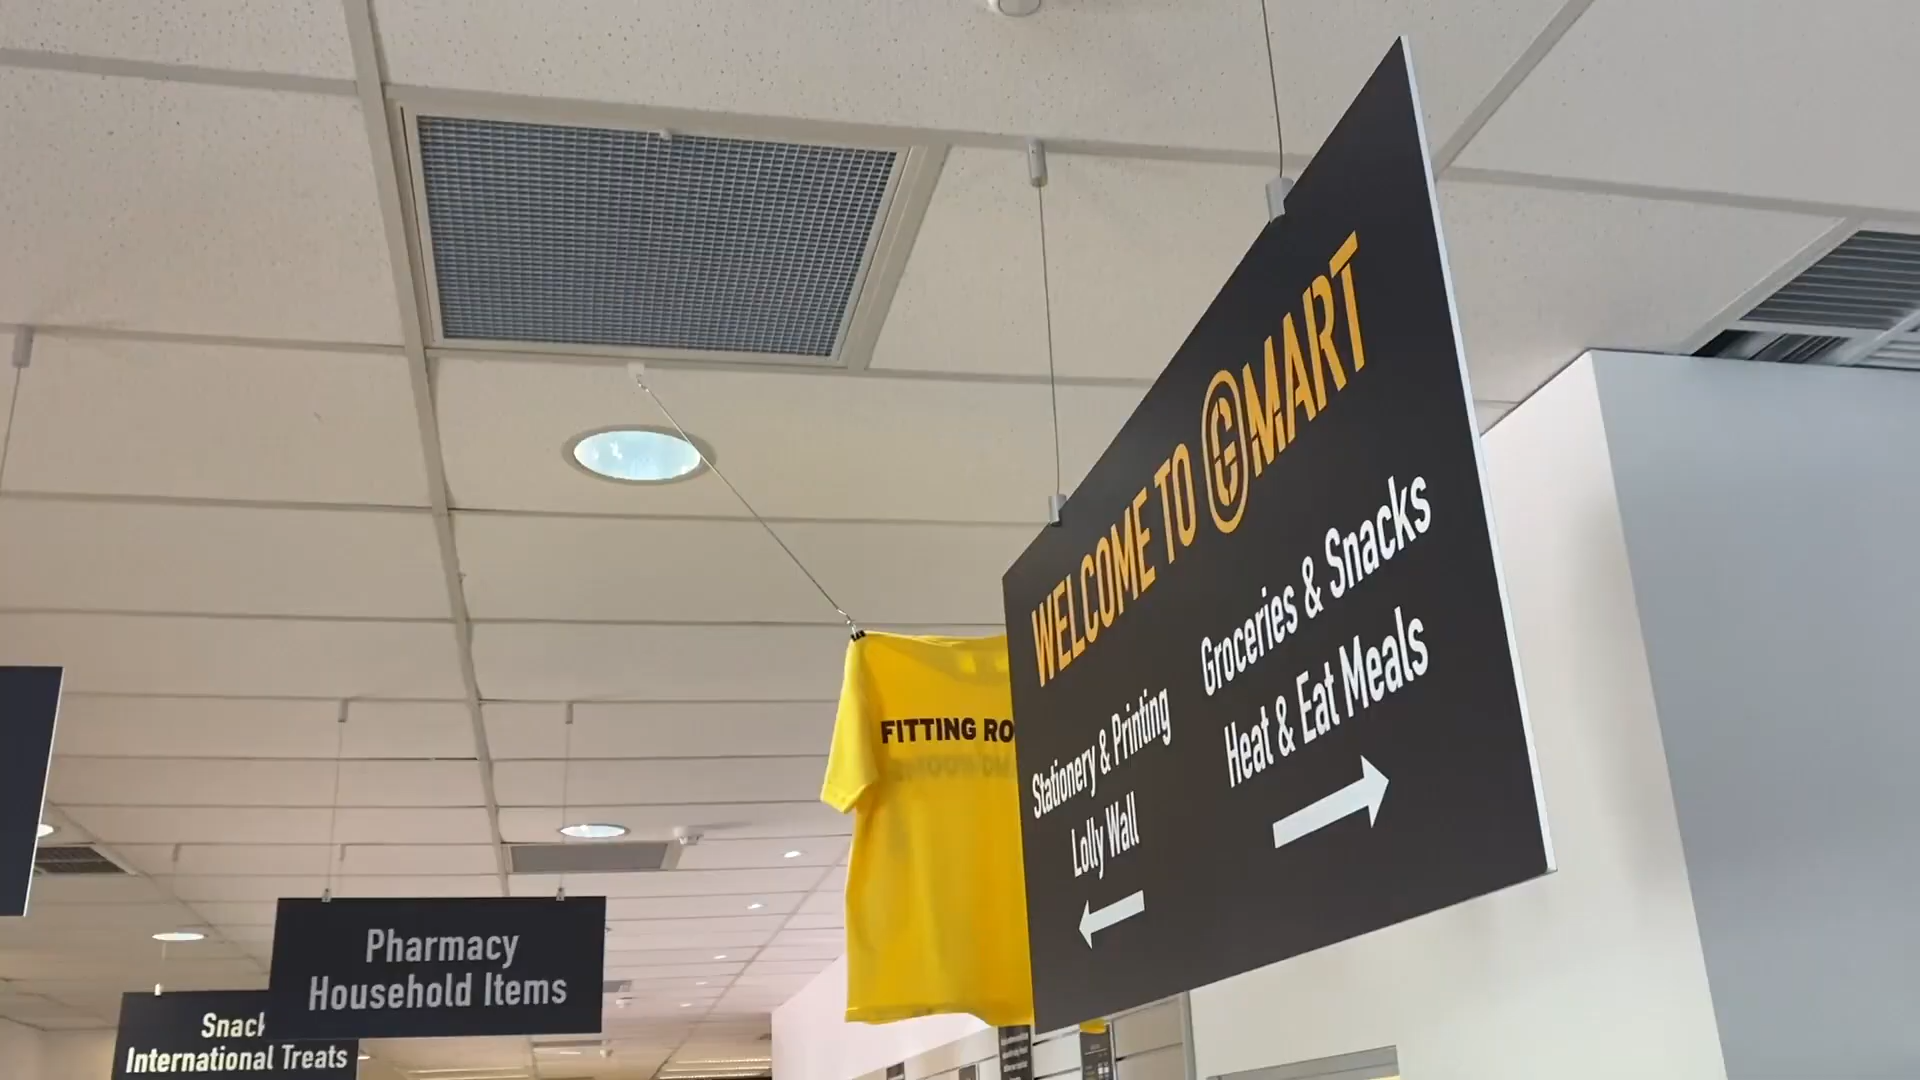 WELCOME TO GMART
Stationery & Printing
Lolly Wall
Groceries & Snacks
Heat & Eat Meals
FITTING RO
Pharmacy
Household Items
Snack
International Treats